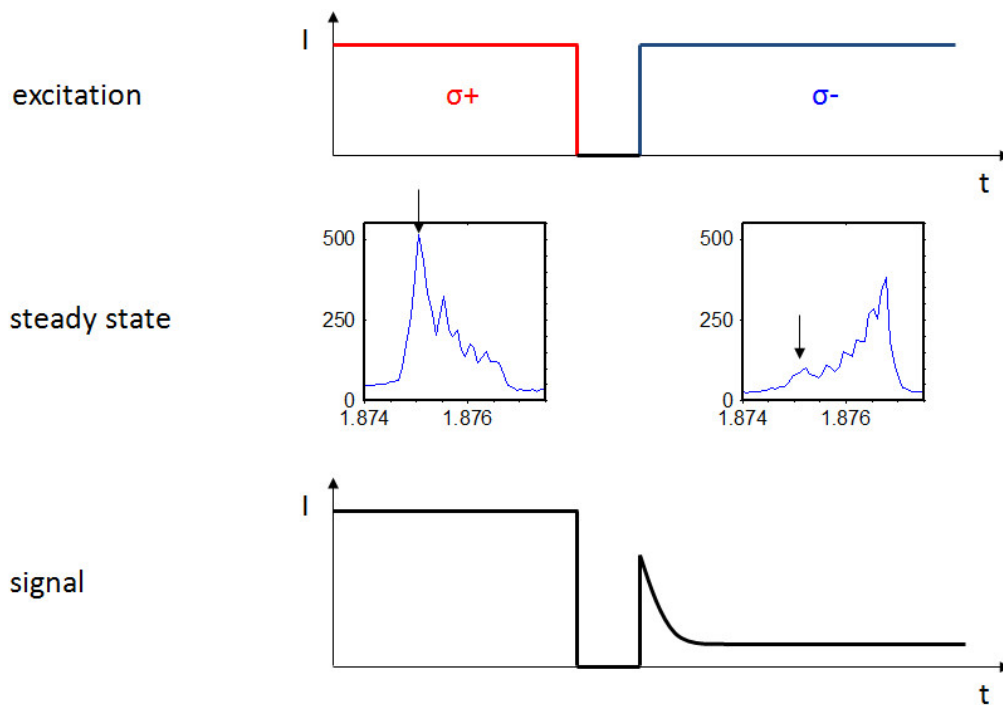 I
excitation
σ+
σ-
t
500
250
0
1.874 1.876
steady state
500
250
0
1.874 1.876
I
signal
t